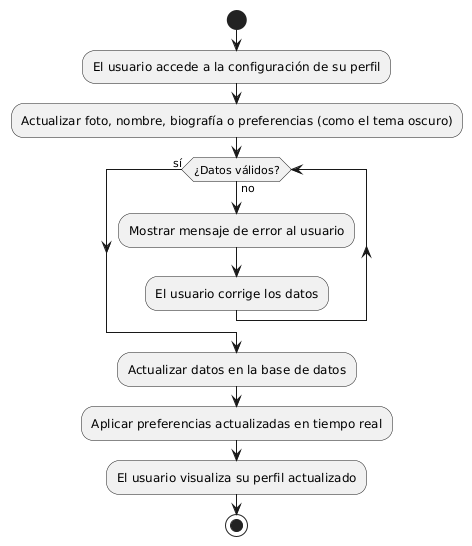 El usuario accede a la configuración de su perfil
Actualizar foto, nombre, biografía o preferencias (como el tema oscuro)
sí
¿Datos válidos?
no
Mostrar mensaje de error al usuario
El usuario corrige los datos
Actualizar datos en la base de datos
Aplicar preferencias actualizadas en tiempo real
El usuario visualiza su perfil actualizado